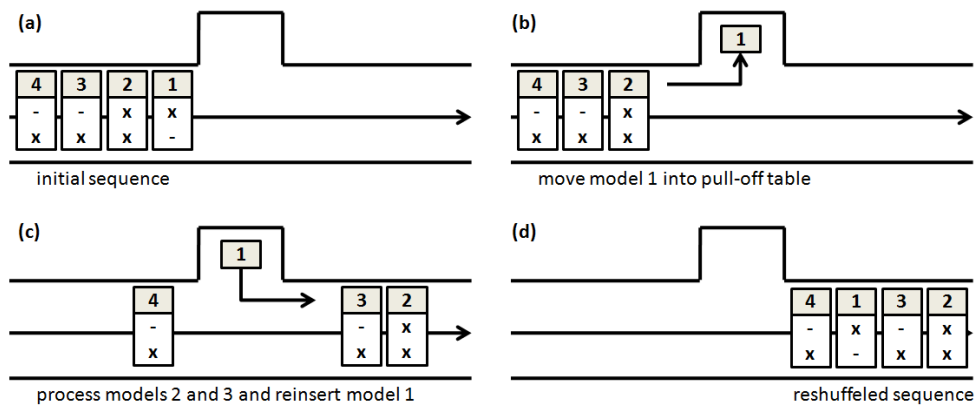 (a)
4 3 2 1
- - x x
x x x -
initial sequence
(b)
1
4 3 2
- - x
x x x
move model 1 into pull-off table
(c)
1
4 3 2
- - x
x x x
process models 2 and 3 and reinsert model 1
(d)
4 1 3 2
- x - x
x - x x
reshuffeled sequence